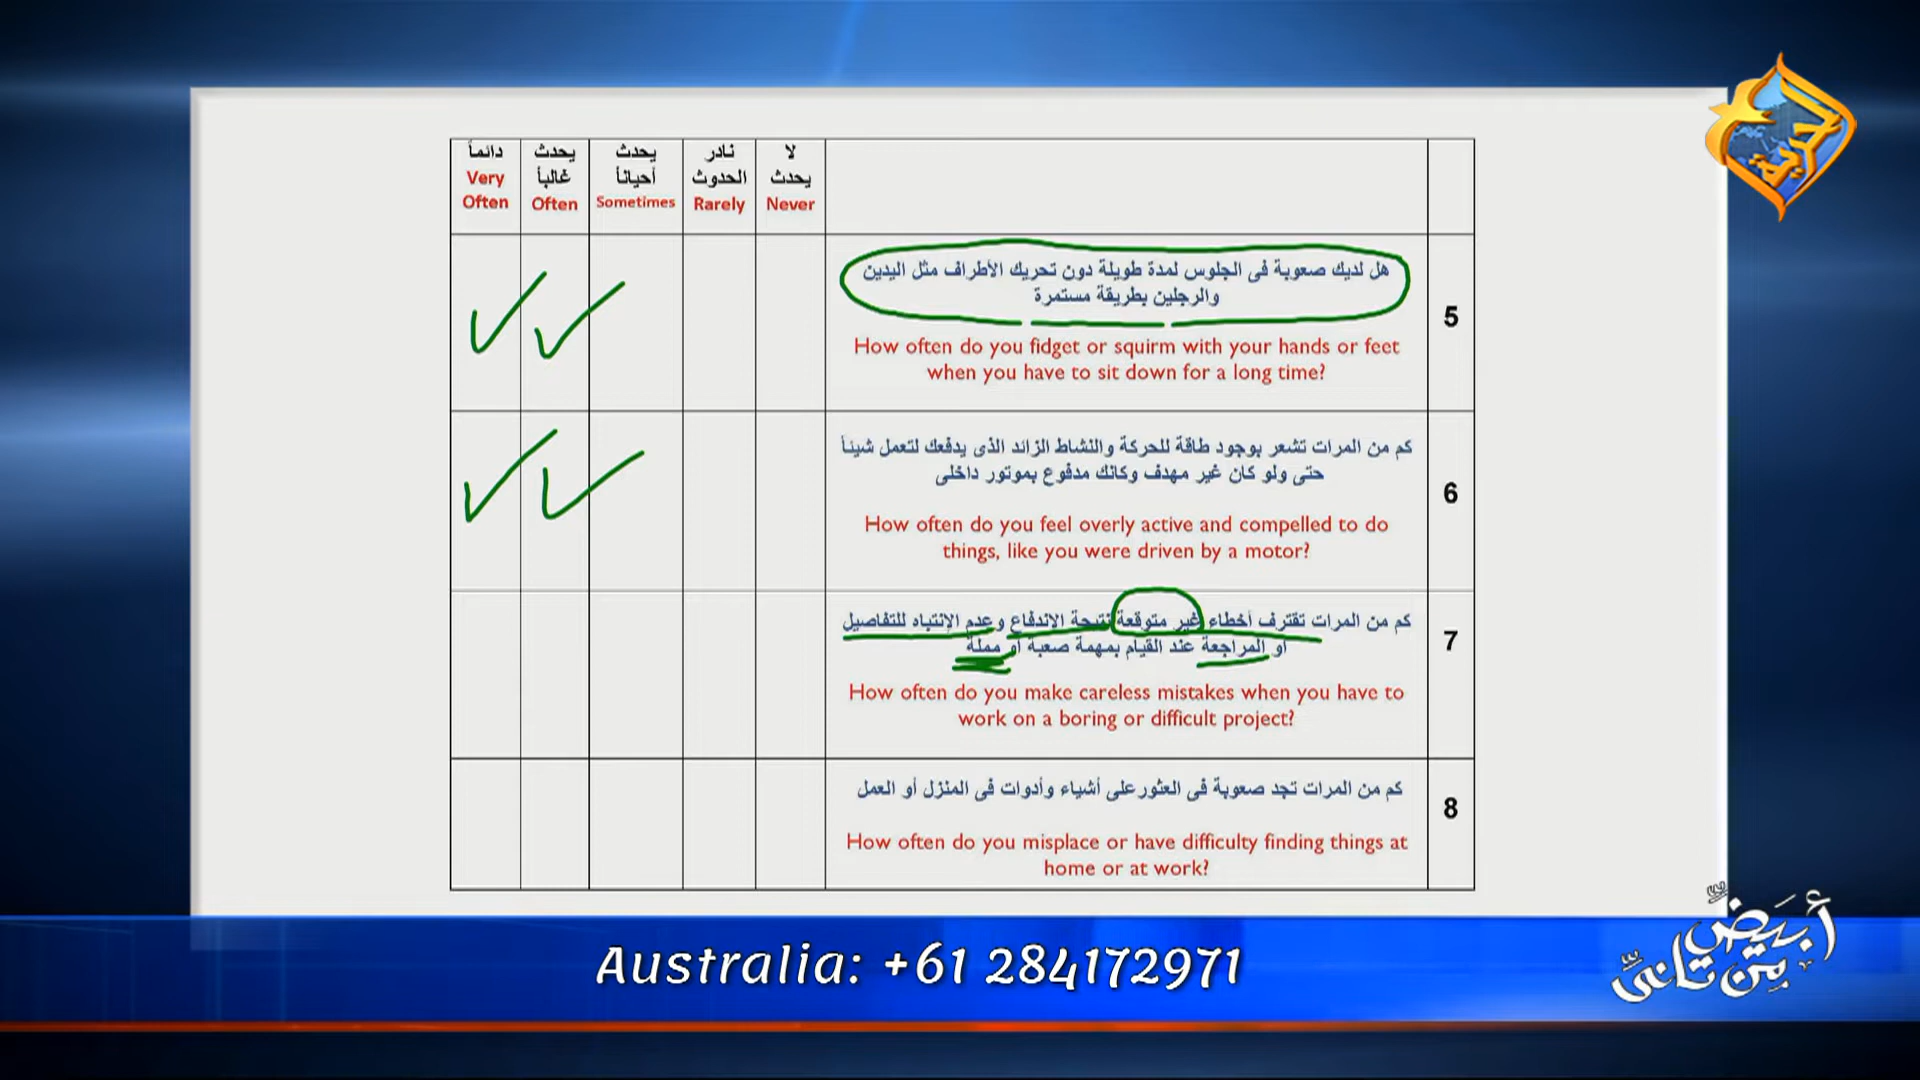 لا
يحدث
Never
نادر
الحدوث
Rarely
يحدث
أحياناً
Sometimes
يحدث
غالباً
Often
دائماً
Very
Often
5
هل لديك صعوبة فى الجلوس لمدة طويلة دون تحريك الأطراف مثل اليدين
والرجلين بطريقة مستمرة
How often do you fidget or squirm with your hands or feet
when you have to sit down for a long time?
6
كم من المرات تشعر بوجود طاقة للحركة والنشاط الزائد الذى يدفعك لتعمل شيئاً
حتى ولو كان غير مهدف وكانك مدفوع بموتور داخلى
How often do you feel overly active and compelled to do
things, like you were driven by a motor?
7
كم من المرات تقترف أخطاء غير متوقعة نتيجة الاندفاع وعدم الإنتباه للتفاصيل
او المراجعة عند القيام بمهمة صعبة او مملة
How often do you make careless mistakes when you have to
work on a boring or difficult project?
8
كم من المرات تجد صعوبة فى العثورعلى أشياء وأدوات فى المنزل أو العمل
How often do you misplace or have difficulty finding things at
home or at work?
الحرية
أبيَضّ
مِن تانىّ
Australia: +61 284172971